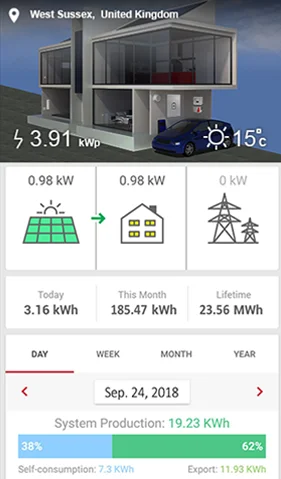 West Sussex, United Kingdom
3.91 kWp
15°c
0.98 kW 0.98 kW 0 kW
Today This Month Lifetime
3.16 kWh 185.47 kWh 23.56 MWh
DAY WEEK MONTH YEAR
Sep. 24, 2018
System Production: 19.23 KWh
38% 62%
Self-consumption: 7.3 KWh Export: 11.93 KWh